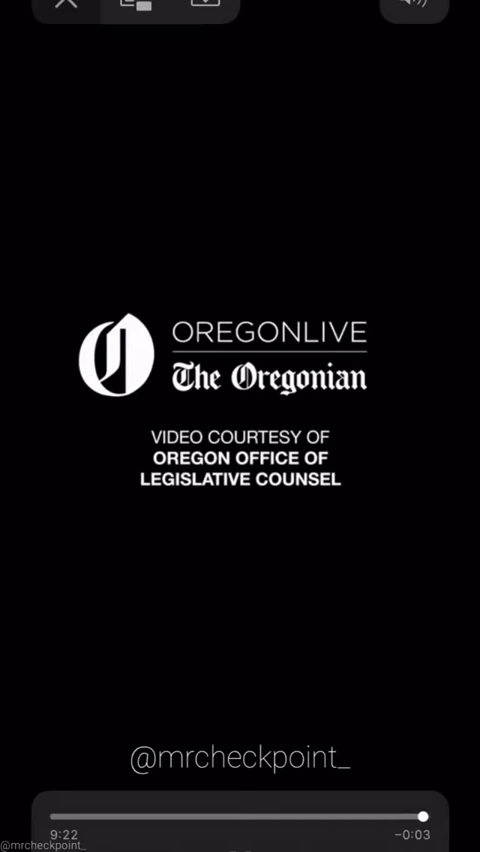 OREGONLIVE
The Oregonian
VIDEO COURTESY OF
OREGON OFFICE OF
LEGISLATIVE COUNSEL
@mrcheckpoint_
9:22
-0:03
@mrcheckpoint_